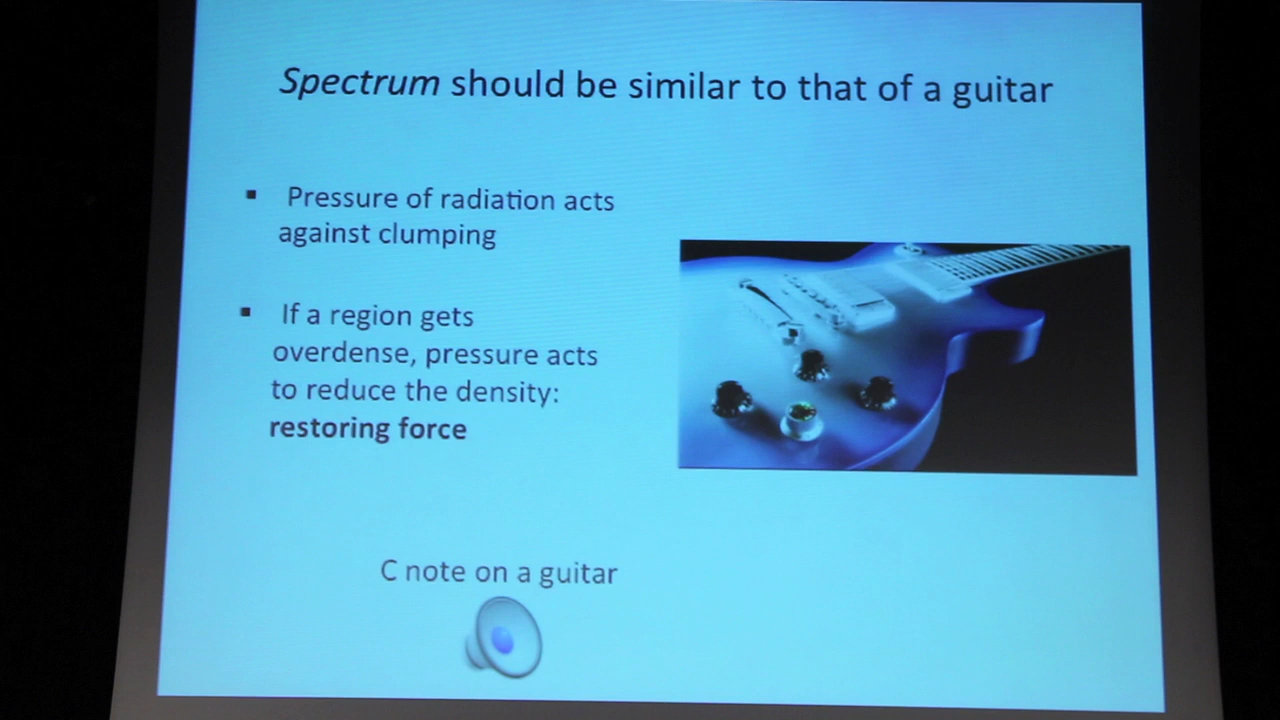 Spectrum should be similar to that of a guitar
▪ Pressure of radiation acts
against clumping
▪ If a region gets
overdense, pressure acts
to reduce the density:
restoring force
C note on a guitar